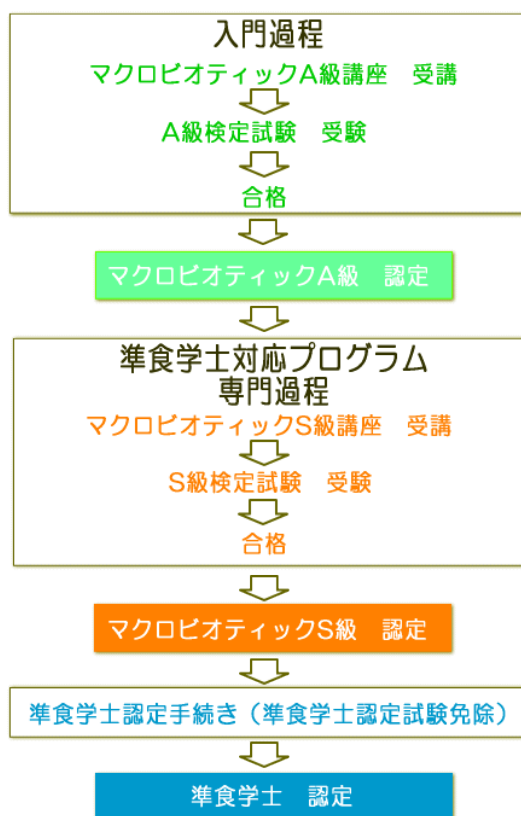 入門過程
マクロビオティックA級講座　受講
A級検定試験　受験
合格
マクロビオティックA級　認定
準食学士対応プログラム
専門過程
マクロビオティックS級講座　受講
S級検定試験　受験
合格
マクロビオティックS級　認定
準食学士認定手続き（準食学士認定試験免除）
準食学士　認定